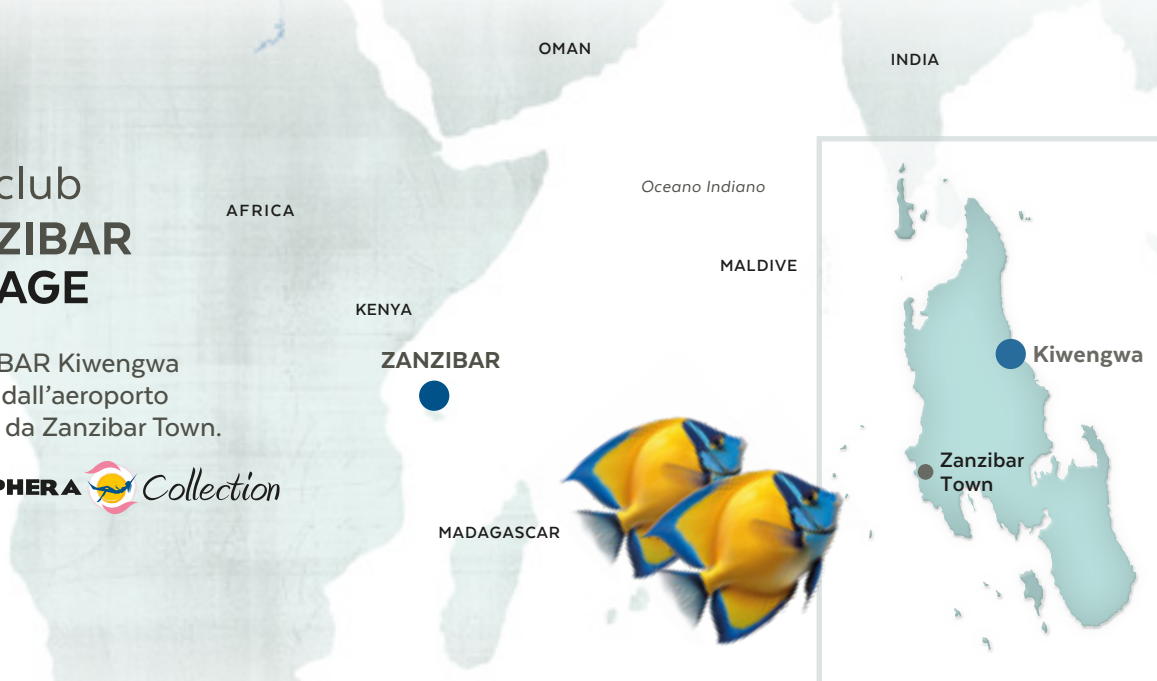 club
ZIBAR
AGE
BAR Kiwengwa
dall’aeroporto
da Zanzibar Town.
PHERA Collection
AFRICA
OMAN
INDIA
Oceano Indiano
MALDIVE
KENYA
ZANZIBAR
MADAGASCAR
Kiwengwa
Zanzibar
Town